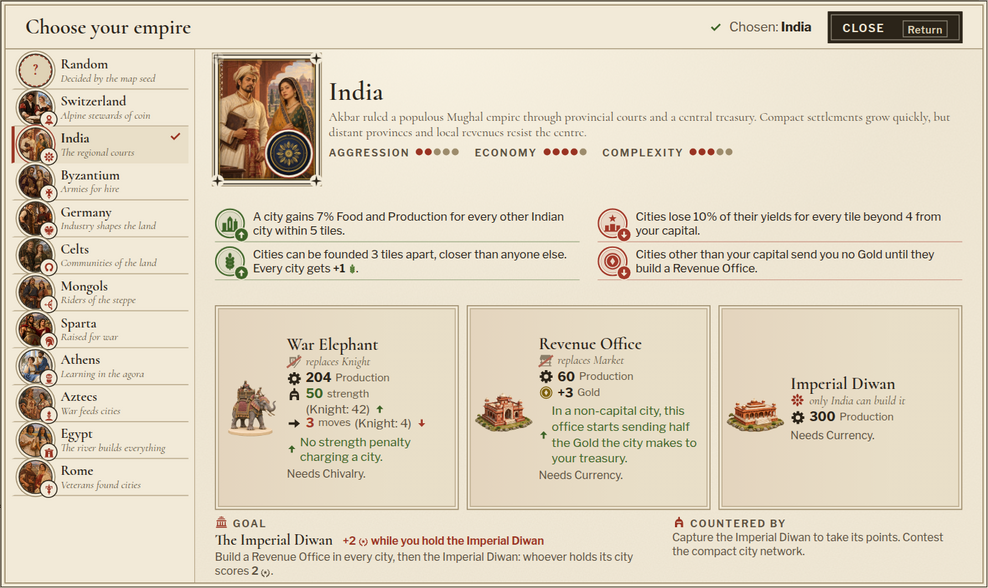 Choose your empire
✓ Chosen: India
CLOSE Return
?
Random
Decided by the map seed
Switzerland
Alpine stewards of coin
India
The regional courts
Byzantium
Armies for hire
Germany
Industry shapes the land
Celts
Communities of the land
Mongols
Riders of the steppe
Sparta
Raised for war
Athens
Learning in the agora
Aztecs
War feeds cities
Egypt
The river builds everything
Rome
Veterans found cities
India
Akbar ruled a populous Mughal empire through provincial courts and a central treasury. Compact settlements grow quickly, but
distant provinces and local revenues resist the centre.
AGGRESSION ECONOMY COMPLEXITY
A city gains 7% Food and Production for every other Indian
city within 5 tiles.
Cities can be founded 3 tiles apart, closer than anyone else.
Every city gets +1 .
Cities lose 10% of their yields for every tile beyond 4 from
your capital.
Cities other than your capital send you no Gold until they
build a Revenue Office.
War Elephant
replaces Knight
204 Production
50 strength
(Knight: 42)
3 moves (Knight: 4)
No strength penalty
charging a city.
Needs Chivalry.
Revenue Office
replaces Market
60 Production
+3 Gold
In a non-capital city, this
office starts sending half
the Gold the city makes to
your treasury.
Needs Currency.
Imperial Diwan
only India can build it
300 Production
Needs Currency.
GOAL
The Imperial Diwan +2 while you hold the Imperial Diwan
Build a Revenue Office in every city, then the Imperial Diwan: whoever holds its city
scores 2 .
COUNTERED BY
Capture the Imperial Diwan to take its points. Contest
the compact city network.